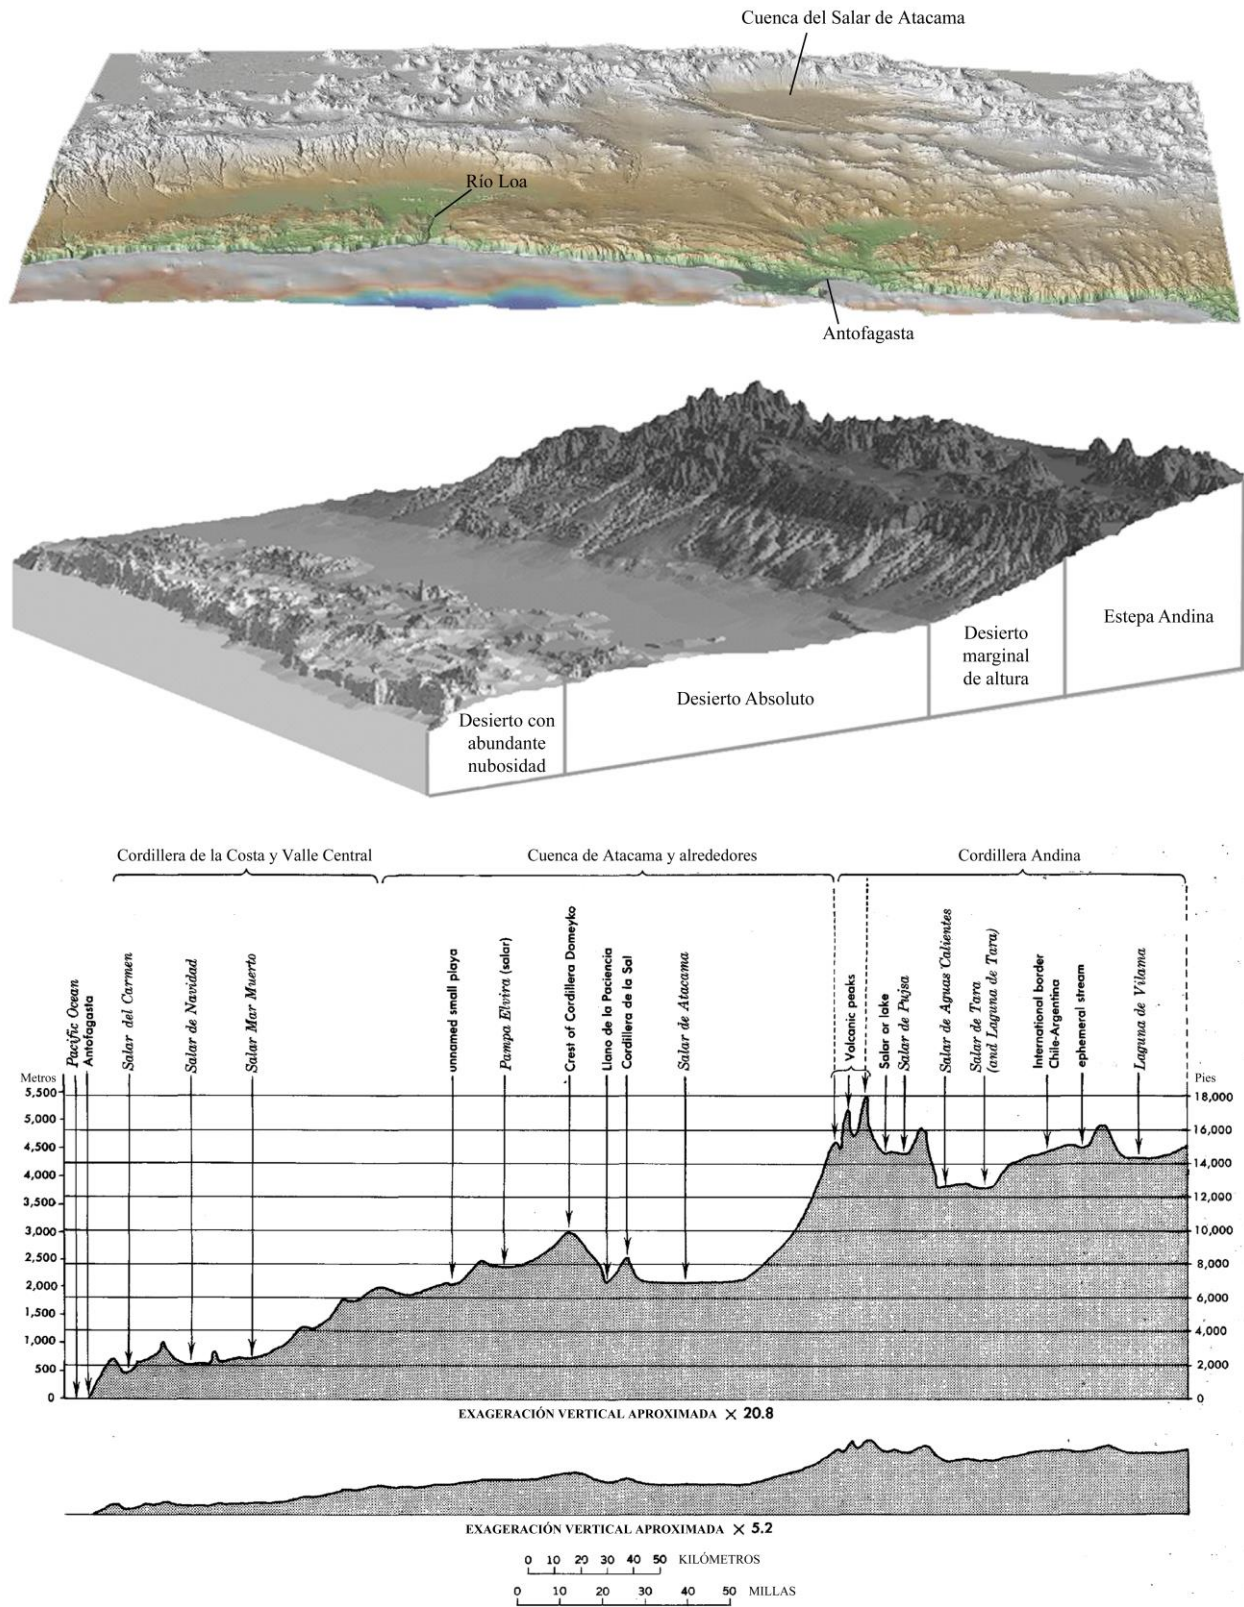 Cuenca del Salar de Atacama
Río Loa
Antofagasta
Estepa Andina
Desierto
marginal
de altura
Desierto Absoluto
Desierto con
abundante
nubosidad
Cordillera de la Costa y Valle Central
Cuenca de Atacama y alrededores
Cordillera Andina
Pacific Ocean
Antofagasta
Salar del Carmen
Salar de Navidad
Salar Mar Muerto
unnamed small playa
Pampa Elvira (salar)
Crest of Cordillera Domeyko
Llano de la Paciencia
Cordillera de la Sal
Salar de Atacama
Volcanic peaks
Salar or lake
Salar de Pujsa
Salar de Aguas Calientes
Salar de Tara
(and Laguna de Tara)
International border
Chile-Argentina
ephemeral stream
Laguna de Vilama
Metros
5,500
5,000
4,500
4,000
3,500
3,000
2,500
2,000
1,500
1,000
500
0
Pies
18,000
16,000
14,000
12,000
10,000
8,000
6,000
4,000
2,000
0
EXAGERACIÓN VERTICAL APROXIMADA × 20.8
EXAGERACIÓN VERTICAL APROXIMADA × 5.2
0 10 20 30 40 50 KILÓMETROS
0 10 20 30 40 50 MILLAS